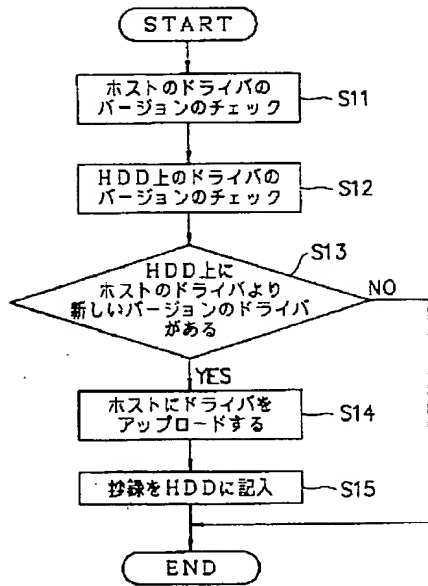 START
ホストのドライバの
バージョンのチェック
S11
HDD上のドライバの
バージョンのチェック
S12
S13
HDD上に
ホストのドライバより
新しいバージョンのドライバ
がある
NO
YES
ホストにドライバを
アップロードする
S14
抄録をHDDに記入
S15
END